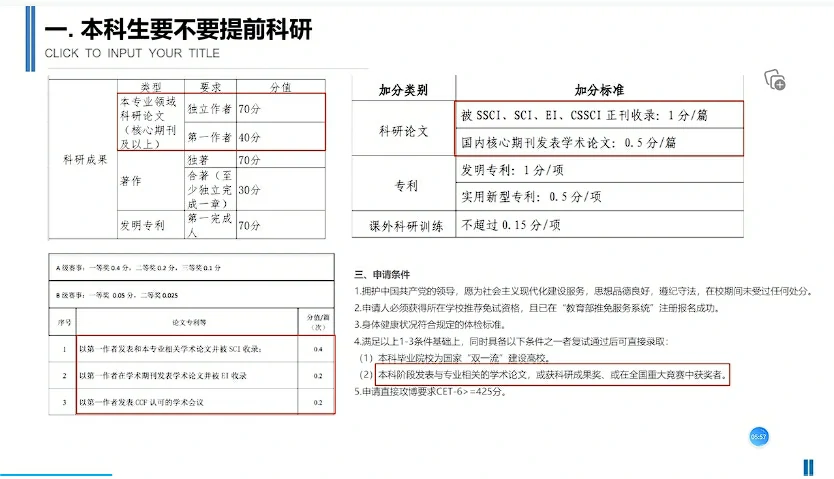 一. 本科生要不要提前科研
CLICK TO INPUT YOUR TITLE
类型 要求 分值
科研成果
本专业领域
科研论文
（核心期刊
及以上）
独立作者 70分
第一作者 40分
著作
独著 70分
合著（至
少独立完
成一章）
30分
发明专利
第一完成
人
70分
加分类别 加分标准
科研论文
被 SSCI、SCI、EI、CSSCI 正刊收录：1 分/篇
国内核心期刊发表学术论文：0.5 分/篇
专利
发明专利：1 分/项
实用新型专利：0.5 分/项
课外科研训练 不超过 0.15 分/项
A 级赛事：一等奖 0.4 分，二等奖 0.2 分，三等奖 0.1 分
B 级赛事：一等奖 0.05 分，二等奖 0.025
序号 论文专利等 分值/篇
（次）
1 以第一作者发表和本专业相关学术论文并被 SCI 收录； 0.4
2 以第一作者在学术期刊发表学术论文并被 EI 收录 0.2
3 以第一作者发表 CCF 认可的学术会议 0.2
三、申请条件
1.拥护中国共产党的领导，愿为社会主义现代化建设服务，思想品德良好，遵纪守法，在校期间未受过任何处分。
2.申请人必须获得所在学校推荐免试资格，且已在“教育部推免服务系统”注册报名成功。
3.身体健康状况符合规定的体检标准。
4.满足以上1-3条件基础上，同时具备以下条件之一者复试通过后可直接录取：
（1）本科毕业院校为国家“双一流”建设高校。
（2）本科阶段发表与专业相关的学术论文，或获科研成果奖、或在全国重大竞赛中获奖者。
5.申请直接攻博要求CET-6>=425分。
05:57